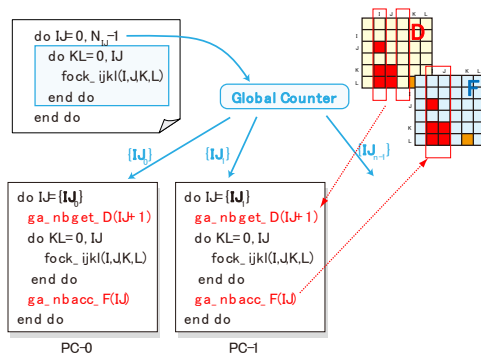 do IJ=0, N_IJ-1
do KL=0, IJ
fock_ijkl(I,J,K,L)
end do
end do
Global Counter
I J K L
I
J
K
L
D
I J K L
I
J
K
L
F
{IJ_0}
{IJ_1}
{IJ_n-1}
do IJ={IJ_0}
ga_nbget_D(IJ+1)
do KL=0, IJ
fock_ijkl(I,J,K,L)
end do
ga_nbacc_F(IJ)
end do
PC-0
do IJ={IJ_1}
ga_nbget_D(IJ+1)
do KL=0, IJ
fock_ijkl(I,J,K,L)
end do
ga_nbacc_F(IJ)
end do
PC-1